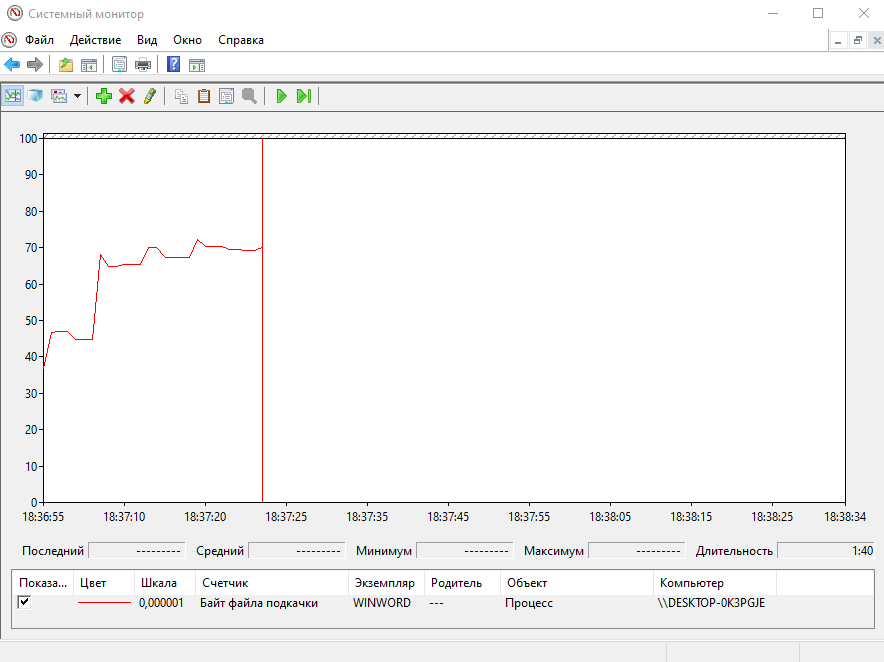 Системный монитор
Файл Действие Вид Окно Справка
100
90
80
70
60
50
40
30
20
10
0
18:36:55 18:37:10 18:37:20 18:37:25 18:37:35 18:37:45 18:37:55 18:38:05 18:38:15 18:38:25 18:38:34
Последний --------- Средний --------- Минимум --------- Максимум --------- Длительность 1:40
Показа... Цвет Шкала Счетчик Экземпляр Родитель Объект Компьютер
0,000001 Байт файла подкачки WINWORD --- Процесс \\DESKTOP-0K3PGJE